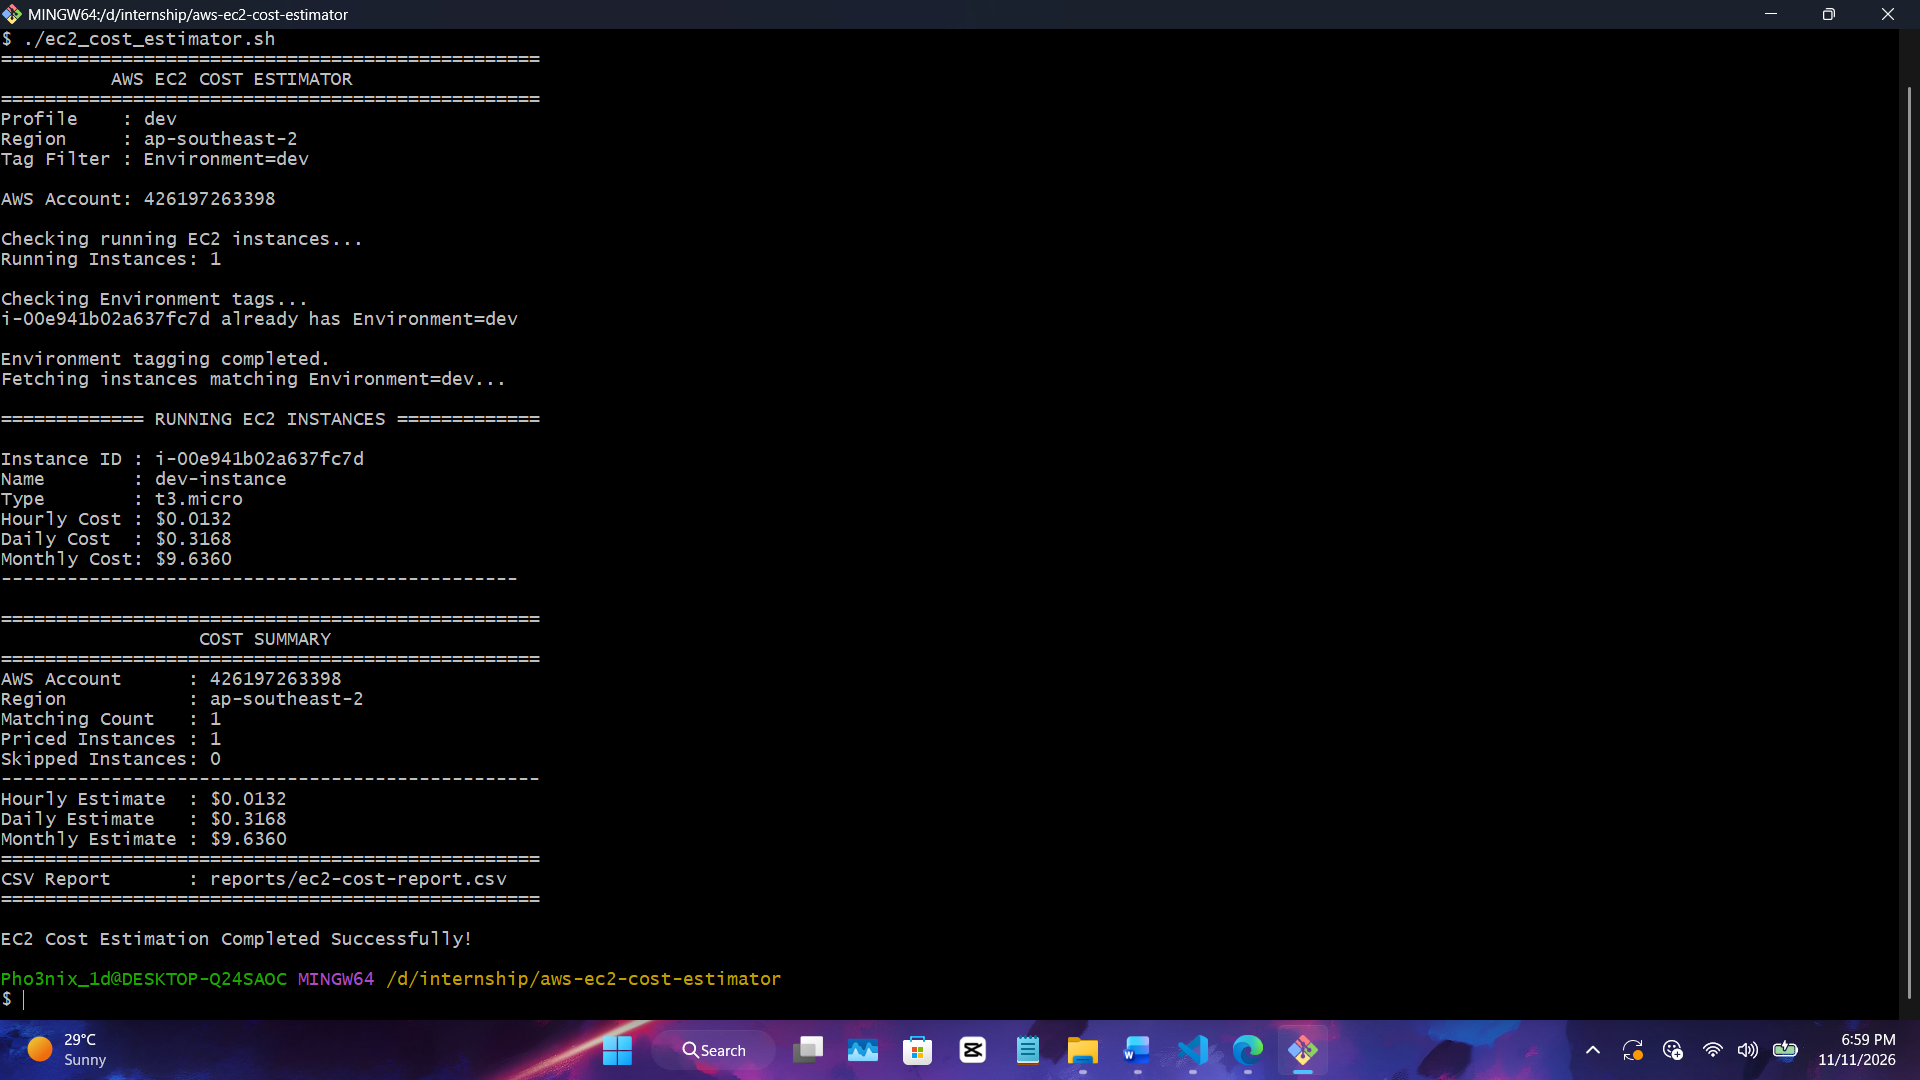 MINGW64:/d/internship/aws-ec2-cost-estimator
$ ./ec2_cost_estimator.sh
=================================================
          AWS EC2 COST ESTIMATOR
=================================================
Profile    : dev
Region     : ap-southeast-2
Tag Filter : Environment=dev
AWS Account: 426197263398
Checking running EC2 instances...
Running Instances: 1
Checking Environment tags...
i-00e941b02a637fc7d already has Environment=dev
Environment tagging completed.
Fetching instances matching Environment=dev...
============= RUNNING EC2 INSTANCES =============
Instance ID : i-00e941b02a637fc7d
Name        : dev-instance
Type        : t3.micro
Hourly Cost : $0.0132
Daily Cost  : $0.3168
Monthly Cost: $9.6360
-----------------------------------------------
=================================================
                  COST SUMMARY
=================================================
AWS Account      : 426197263398
Region           : ap-southeast-2
Matching Count   : 1
Priced Instances : 1
Skipped Instances: 0
-------------------------------------------------
Hourly Estimate  : $0.0132
Daily Estimate   : $0.3168
Monthly Estimate : $9.6360
=================================================
CSV Report       : reports/ec2-cost-report.csv
=================================================
EC2 Cost Estimation Completed Successfully!
Pho3nix_1d@DESKTOP-Q24SAOC MINGW64 /d/internship/aws-ec2-cost-estimator
$
29°C
Sunny
Search
6:59 PM
11/11/2026